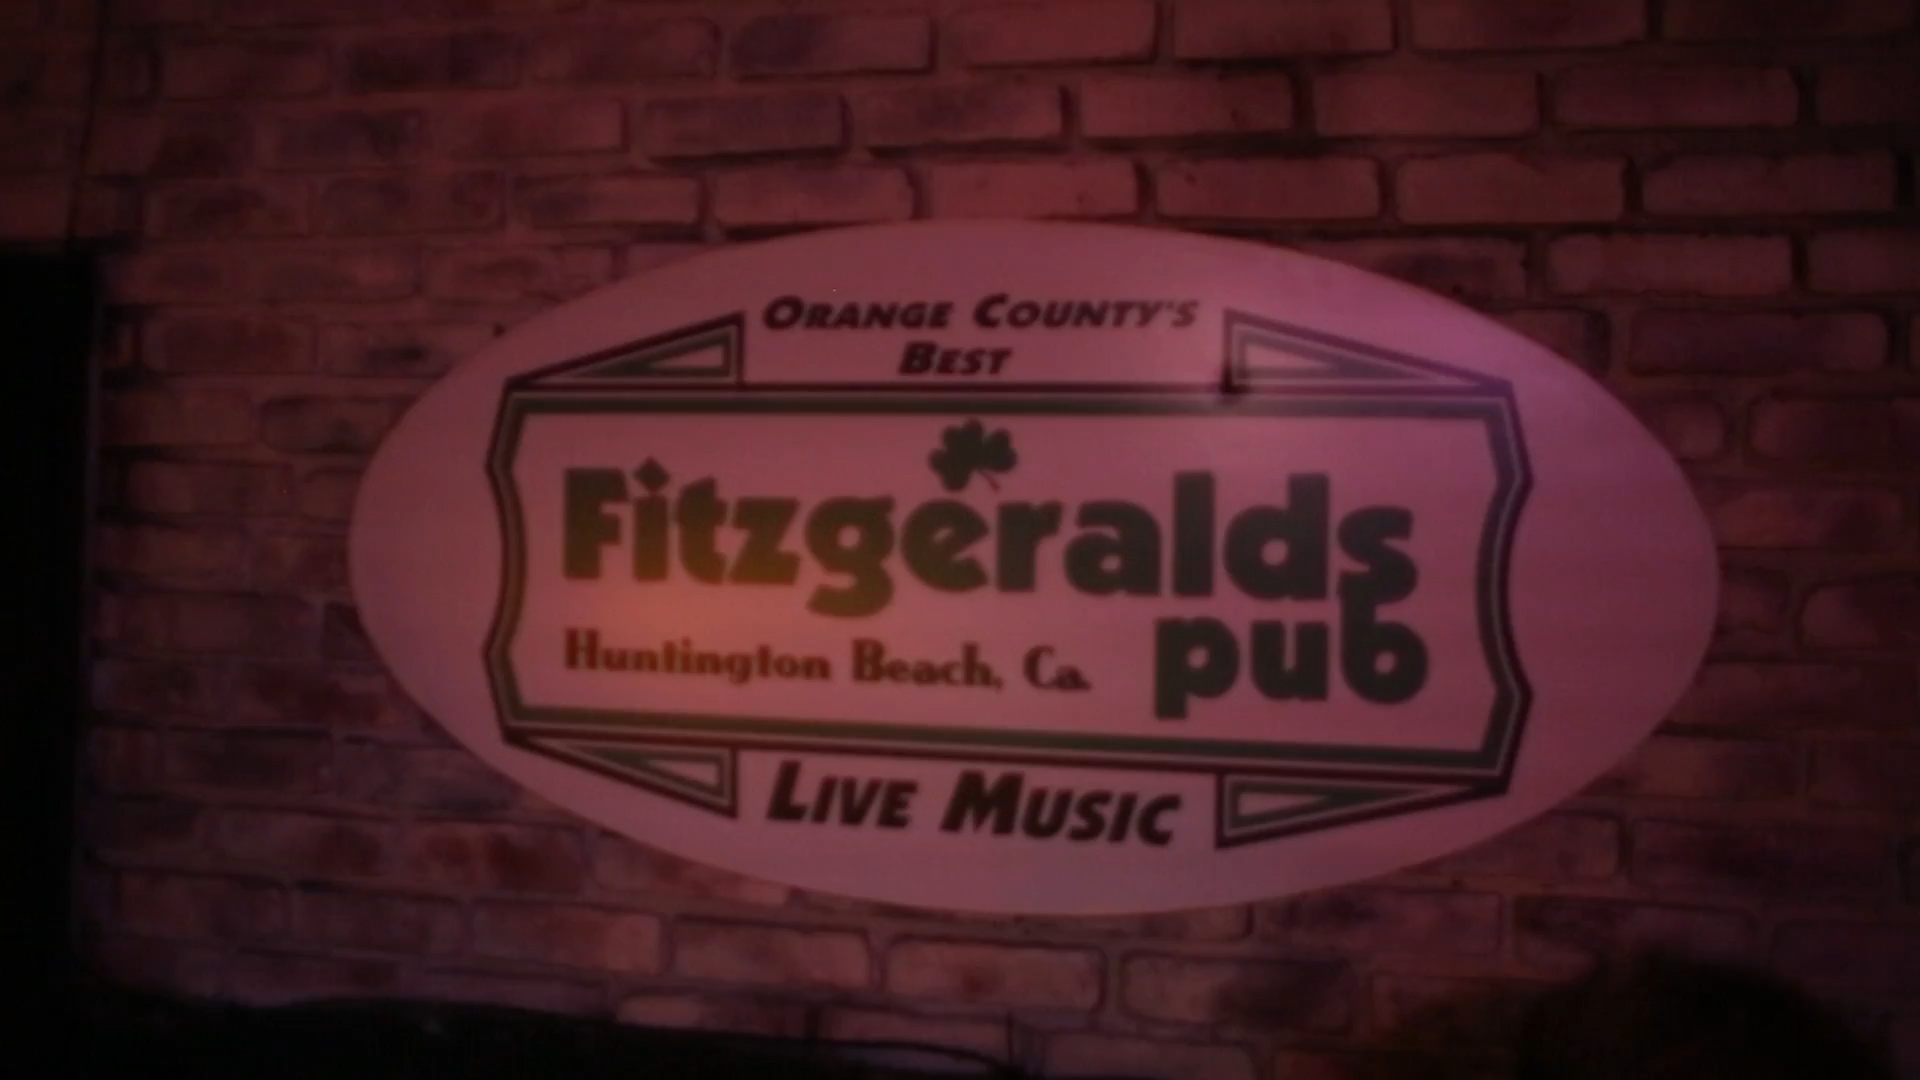 ORANGE COUNTY'S
BEST
Fitzgeralds
pub
Huntington Beach, Ca.
LIVE MUSIC